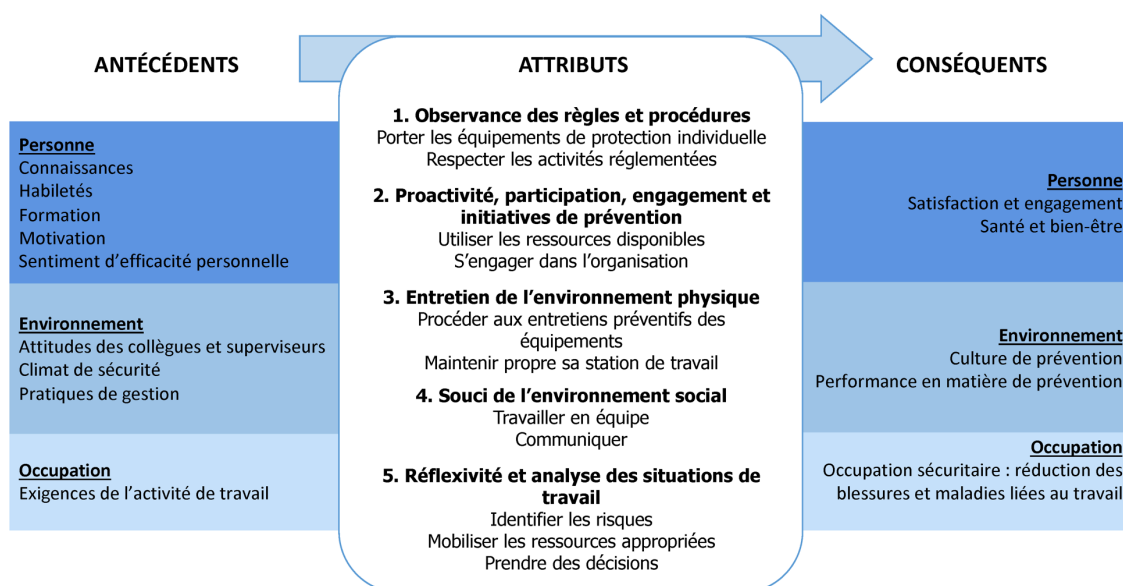 ANTÉCÉDENTS
Personne
Connaissances
Habiletés
Formation
Motivation
Sentiment d’efficacité personnelle
Environnement
Attitudes des collègues et superviseurs
Climat de sécurité
Pratiques de gestion
Occupation
Exigences de l’activité de travail
ATTRIBUTS
1. Observance des règles et procédures
Porter les équipements de protection individuelle
Respecter les activités réglementées
2. Proactivité, participation, engagement et
initiatives de prévention
Utiliser les ressources disponibles
S’engager dans l’organisation
3. Entretien de l’environnement physique
Procéder aux entretiens préventifs des
équipements
Maintenir propre sa station de travail
4. Souci de l’environnement social
Travailler en équipe
Communiquer
5. Réflexivité et analyse des situations de
travail
Identifier les risques
Mobiliser les ressources appropriées
Prendre des décisions
CONSÉQUENTS
Personne
Satisfaction et engagement
Santé et bien-être
Environnement
Culture de prévention
Performance en matière de prévention
Occupation
Occupation sécuritaire : réduction des
blessures et maladies liées au travail